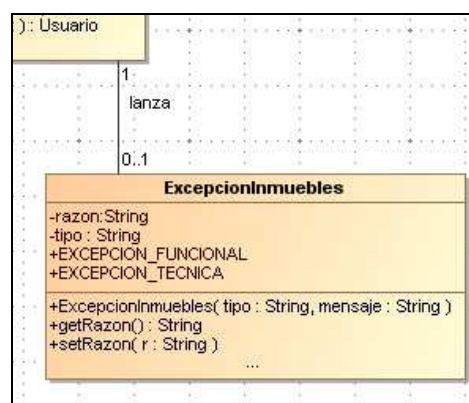 ) : Usuario
1
lanza
0..1
ExcepcionInmuebles
-razon:String
-tipo : String
+EXCEPCION_FUNCIONAL
+EXCEPCION_TECNICA
+ExcepcionInmuebles( tipo : String, mensaje : String )
+getRazon() : String
+setRazon( r : String )
...